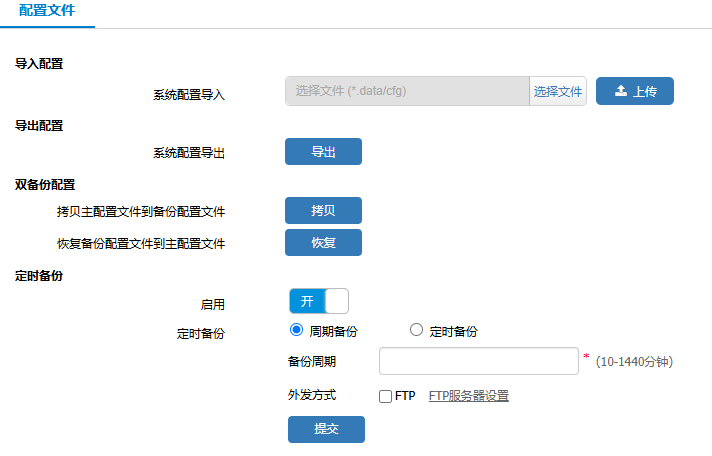 配置文件
导入配置
系统配置导入 选择文件 (*.data/cfg) 选择文件 上传
导出配置
系统配置导出 导出
双备份配置
拷贝主配置文件到备份配置文件 拷贝
恢复备份配置文件到主配置文件 恢复
定时备份
启用 开
定时备份 周期备份 定时备份
备份周期 * (10-1440分钟)
外发方式 FTP FTP服务器设置
提交